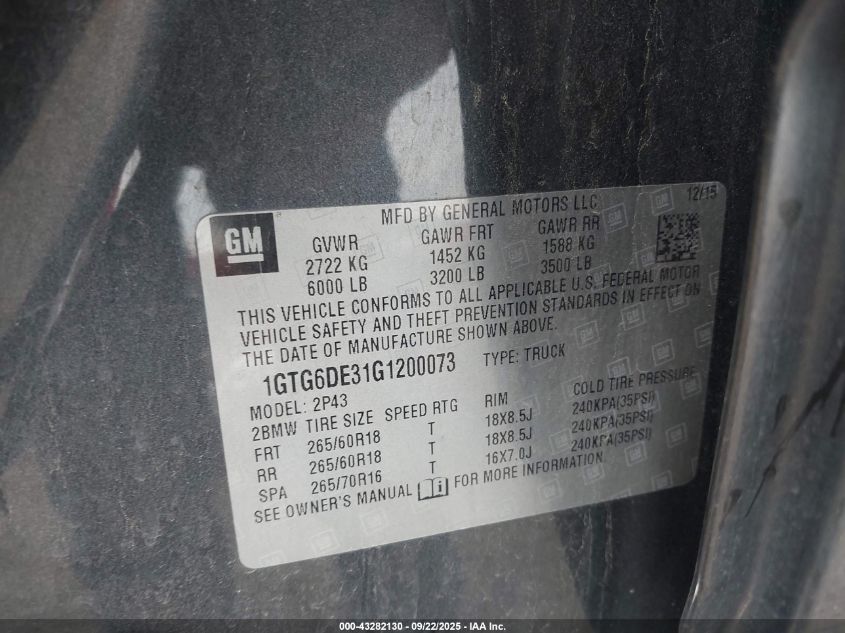 12/15
MFD BY GENERAL MOTORS LLC
GM
GVWR GAWR FRT GAWR RR
2722 KG 1452 KG 1588 KG
6000 LB 3200 LB 3500 LB
THIS VEHICLE CONFORMS TO ALL APPLICABLE U.S. FEDERAL MOTOR
VEHICLE SAFETY AND THEFT PREVENTION STANDARDS IN EFFECT ON
THE DATE OF MANUFACTURE SHOWN ABOVE.
1GTG6DE31G1200073 TYPE: TRUCK
MODEL: 2P43
2BMW TIRE SIZE SPEED RTG RIM COLD TIRE PRESSURE
FRT 265/60R18 T 18X8.5J 240KPA(35PSI)
RR 265/60R18 T 18X8.5J 240KPA(35PSI)
SPA 265/70R16 T 16X7.0J 240KPA(35PSI)
SEE OWNER'S MANUAL FOR MORE INFORMATION.
000-43282130 - 09/22/2025 - IAA Inc.